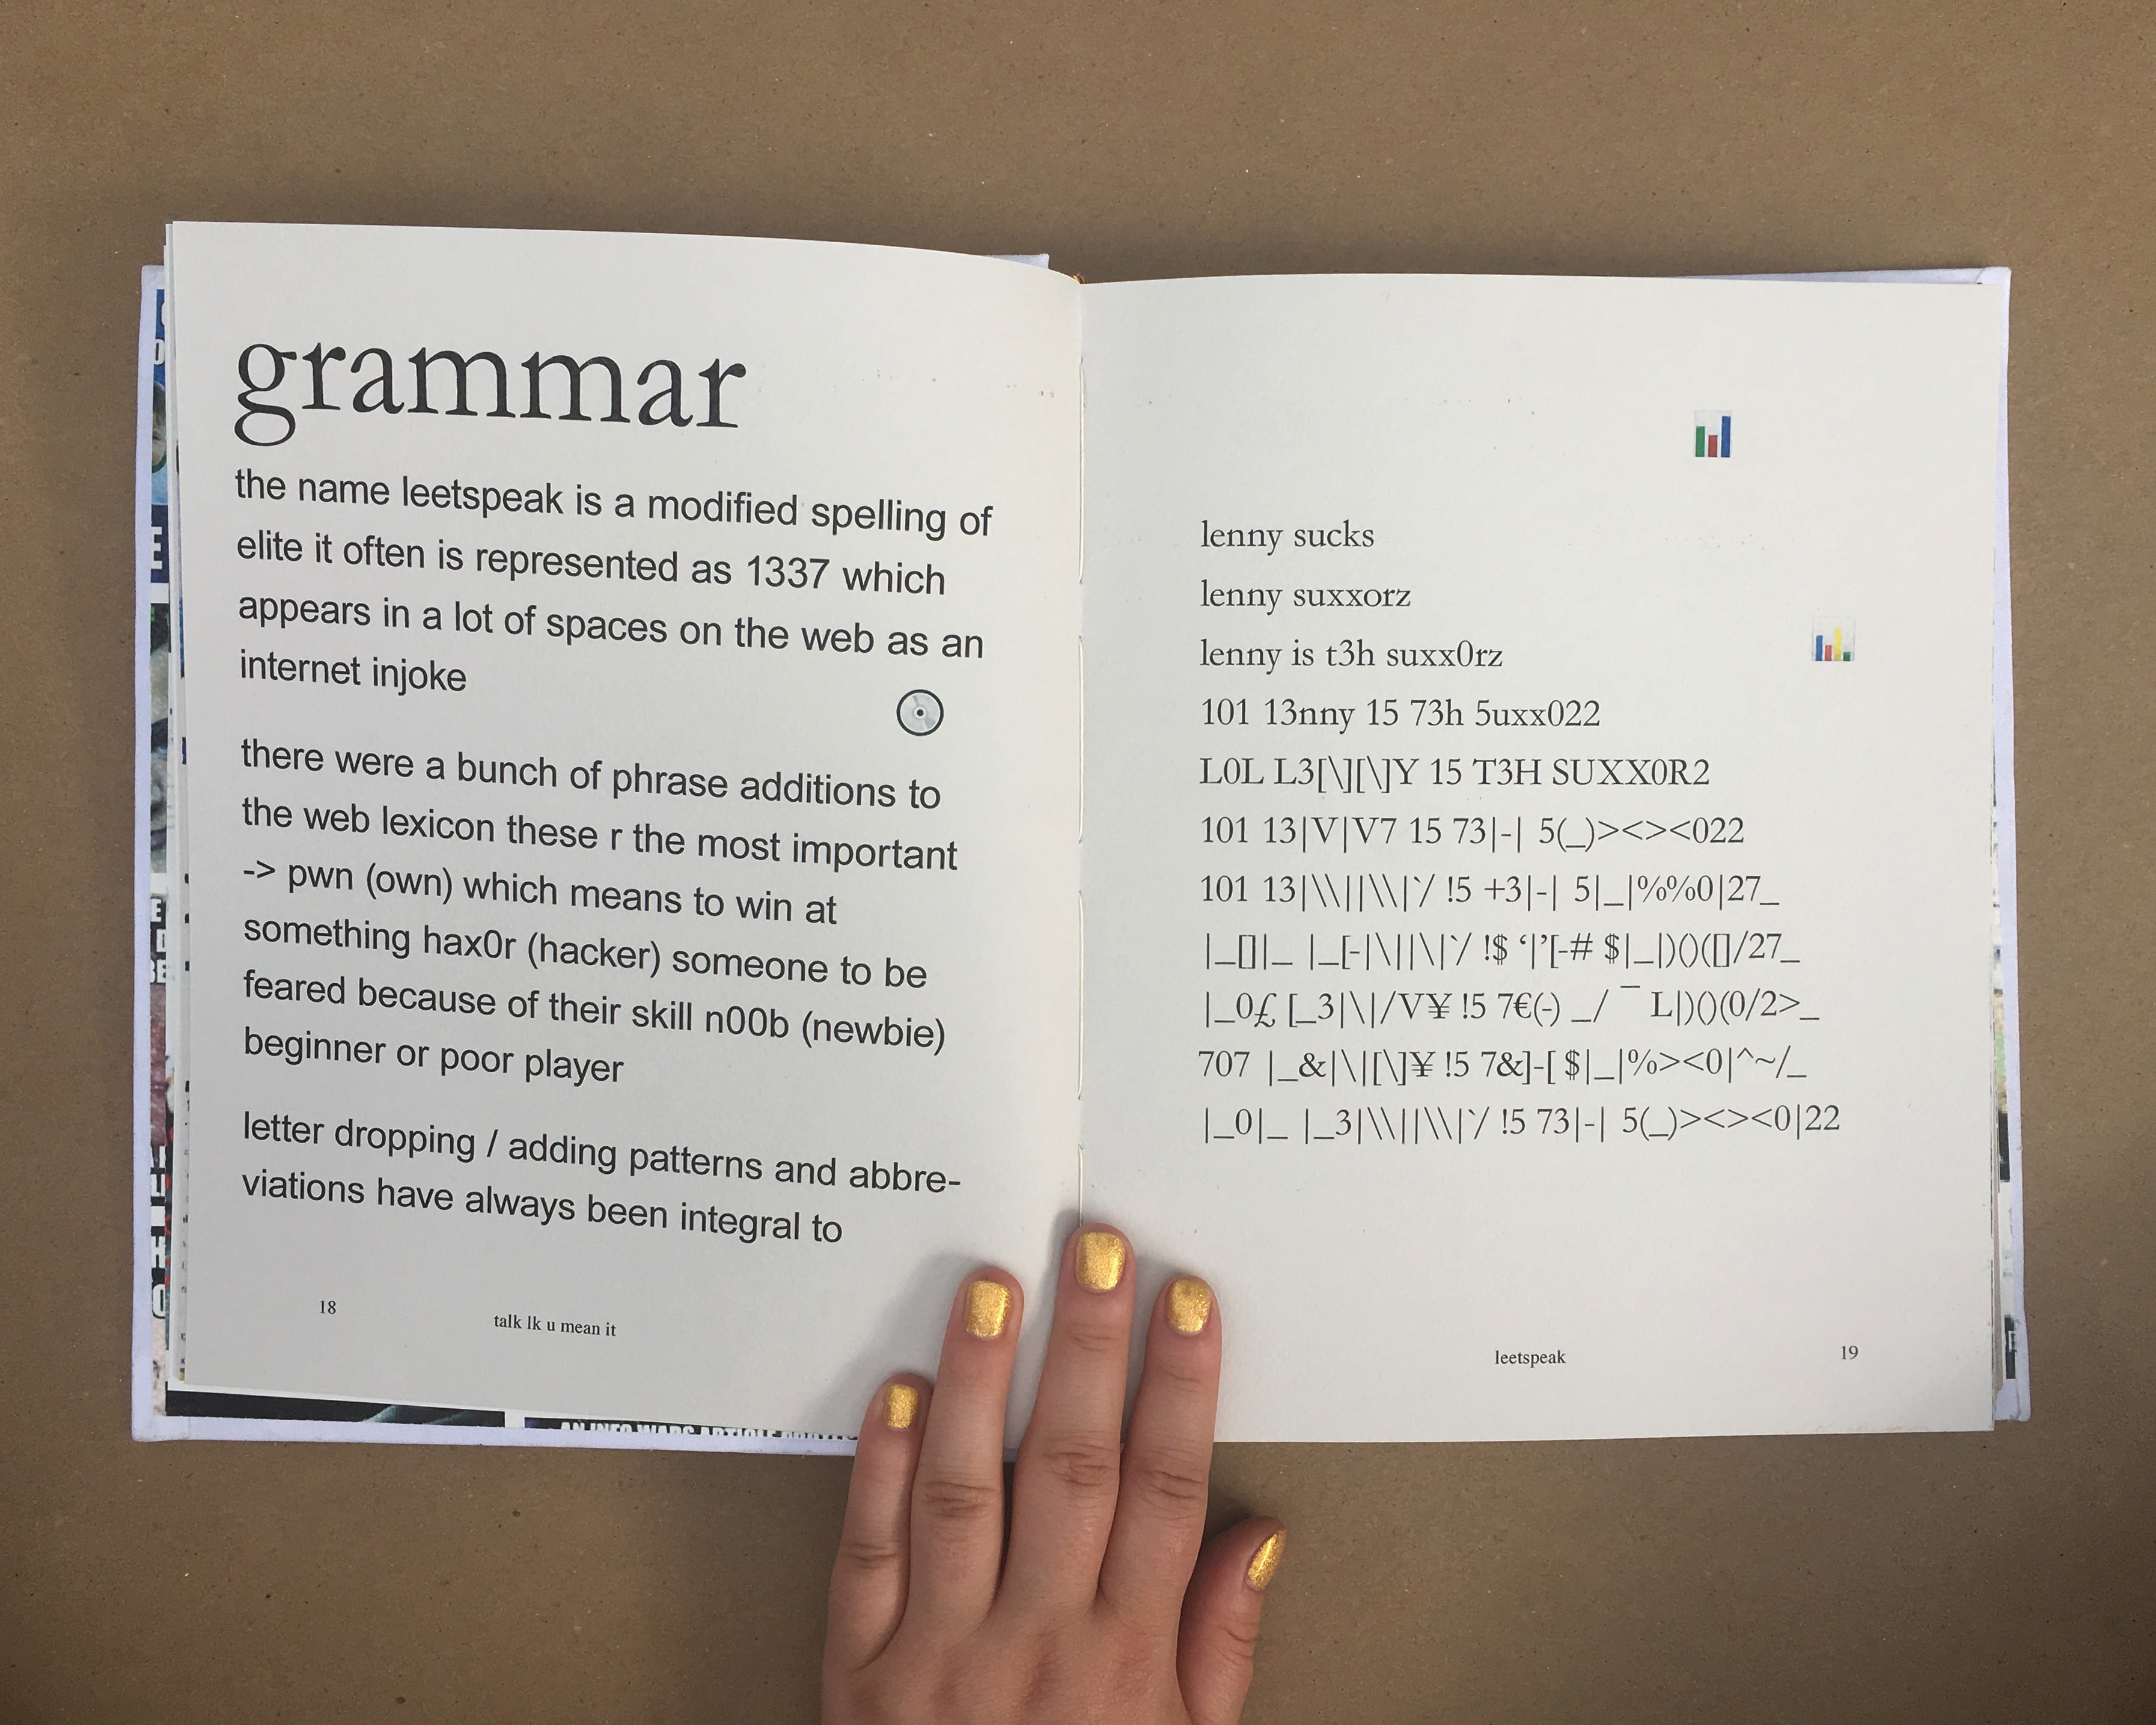 grammar
the name leetspeak is a modified spelling of
elite it often is represented as 1337 which
appears in a lot of spaces on the web as an
internet injoke
there were a bunch of phrase additions to
the web lexicon these r the most important
-> pwn (own) which means to win at
something hax0r (hacker) someone to be
feared because of their skill n00b (newbie)
beginner or poor player
letter dropping / adding patterns and abbre-
viations have always been integral to
18
talk lk u mean it
lenny sucks
lenny suxxorz
lenny is t3h suxx0rz
101 13nny 15 73h 5uxx022
L0L L3[\][\]Y 15 T3H SUXX0R2
101 13|V|V7 15 73|-| 5(_)><><022
101 13|\\||\\|`/ !5 +3|-| 5|_|%%0|27_
|_[]|_ |_[-|\||\|`/ !$ ‘|’[-# $|_|)()([]/27_
|_0£ [_3|\|/V¥ !5 7€(-) _/¯ L|)()(0/2>_
707 |_&|\|[\]¥ !5 7&]-[ $|_|%><0|^~/_
|_0|_ |_3|\\||\\|`/ !5 73|-| 5(_)><><0|22
leetspeak
19